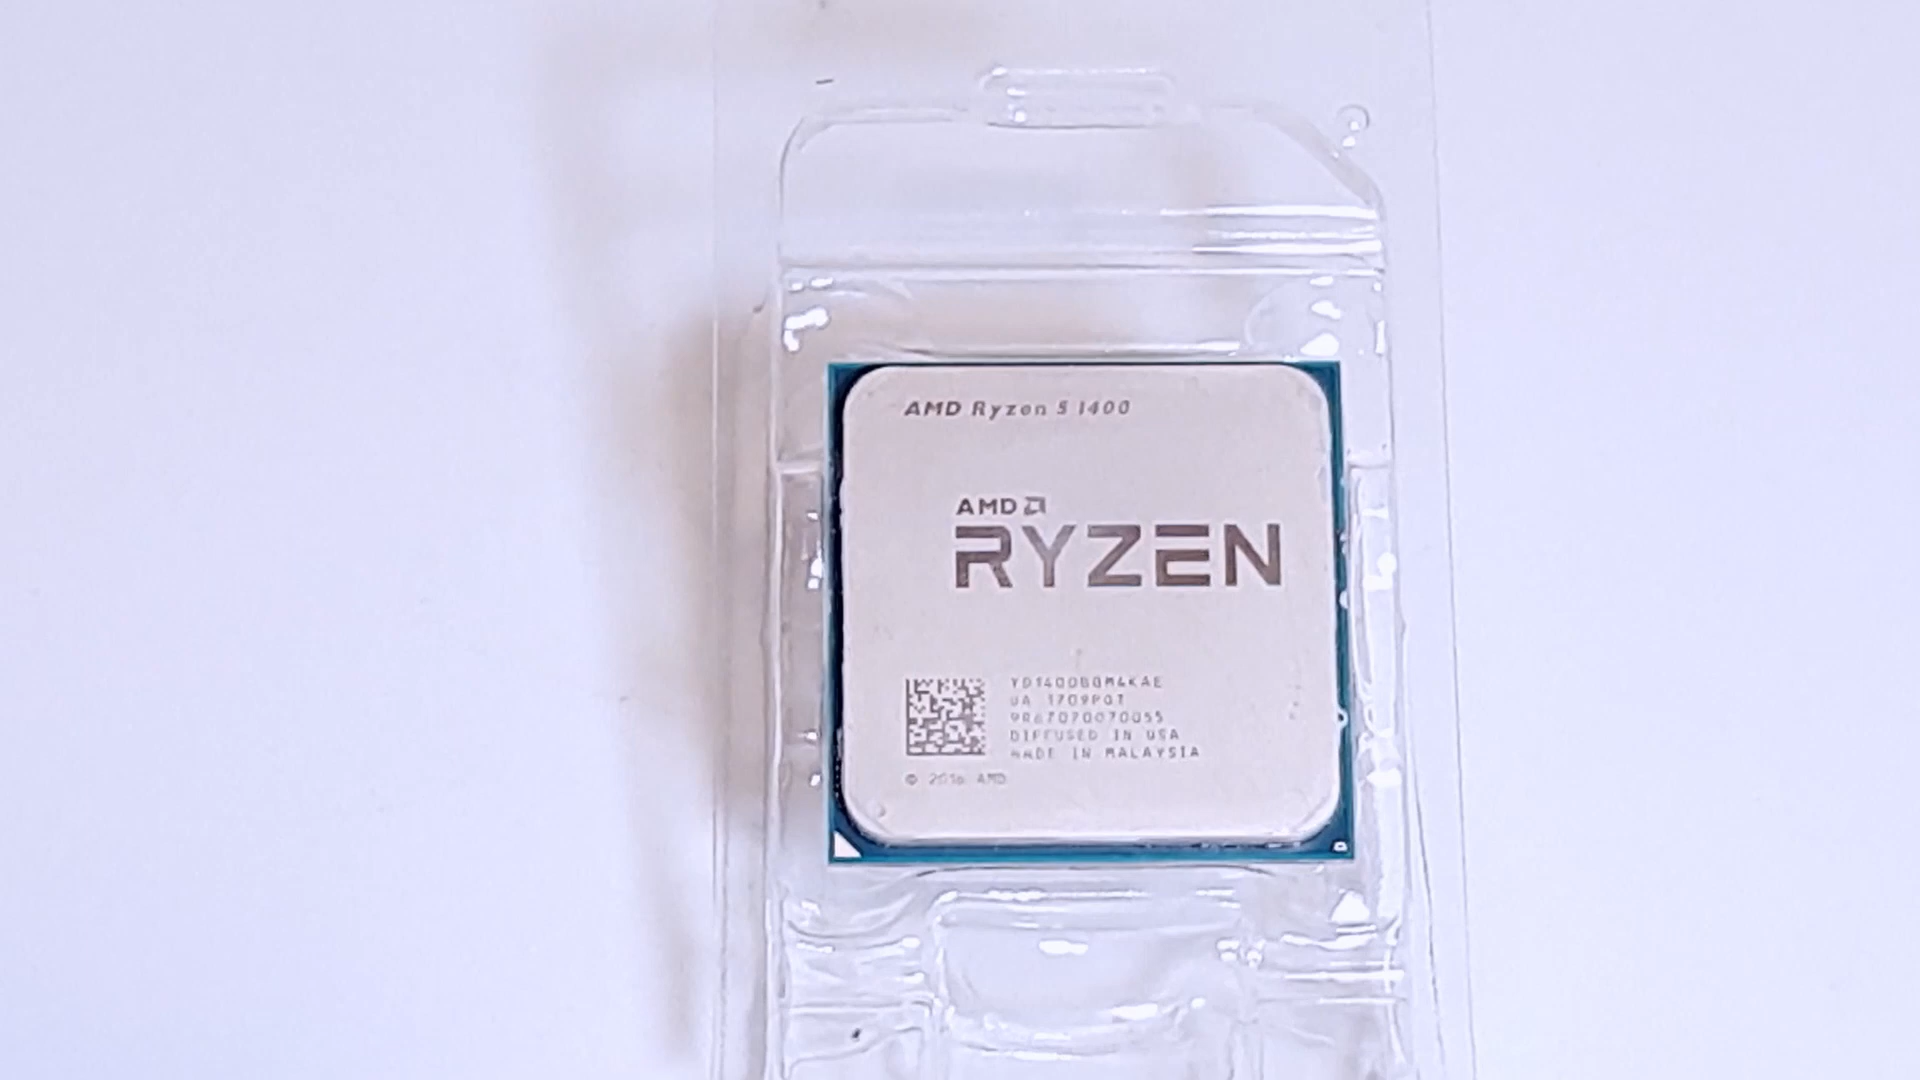 AMD Ryzen 5 1400
AMD
RYZEN
YD1400BBM4KAE
UA 1709PGT
9R67070070055
DIFFUSED IN USA
MADE IN MALAYSIA
© 2016 AMD